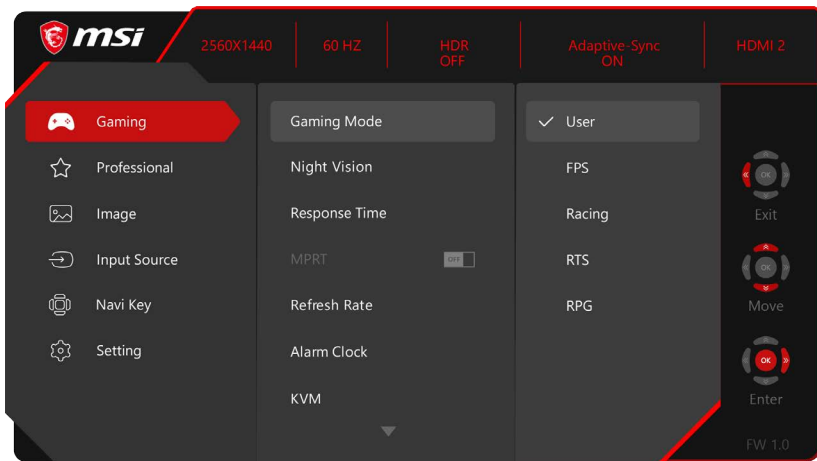 msi
2560X1440
60 HZ
HDR
OFF
Adaptive-Sync
ON
HDMI 2
Gaming
Professional
Image
Input Source
Navi Key
Setting
Gaming Mode
Night Vision
Response Time
MPRT OFF
Refresh Rate
Alarm Clock
KVM
User
FPS
Racing
RTS
RPG
OK
Exit
OK
Move
OK
Enter
FW 1.0